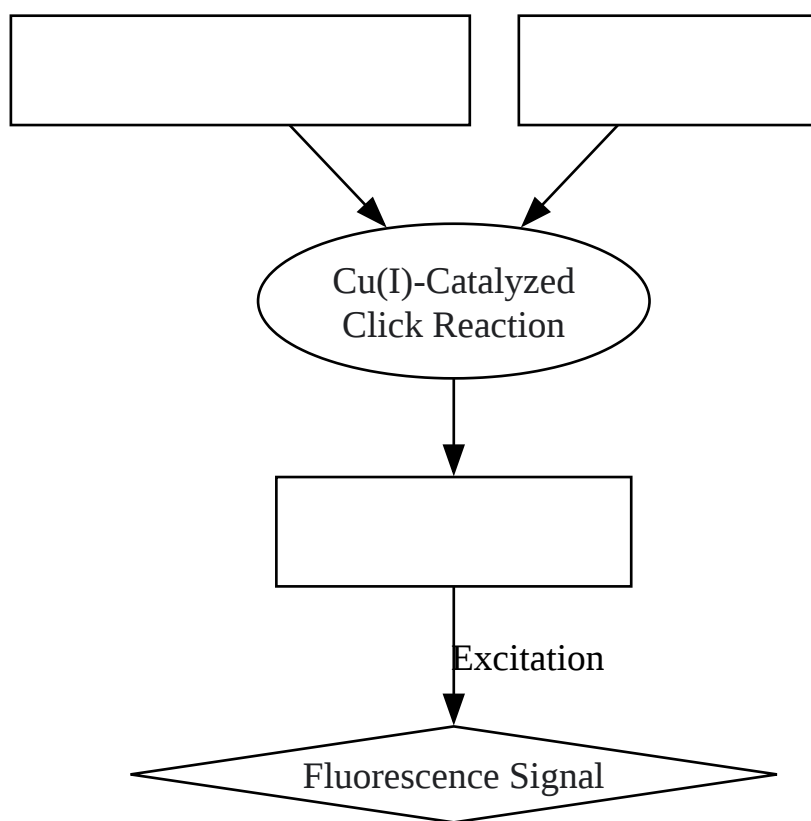 Cu(I)-Catalyzed
Click Reaction
Excitation
Fluorescence Signal